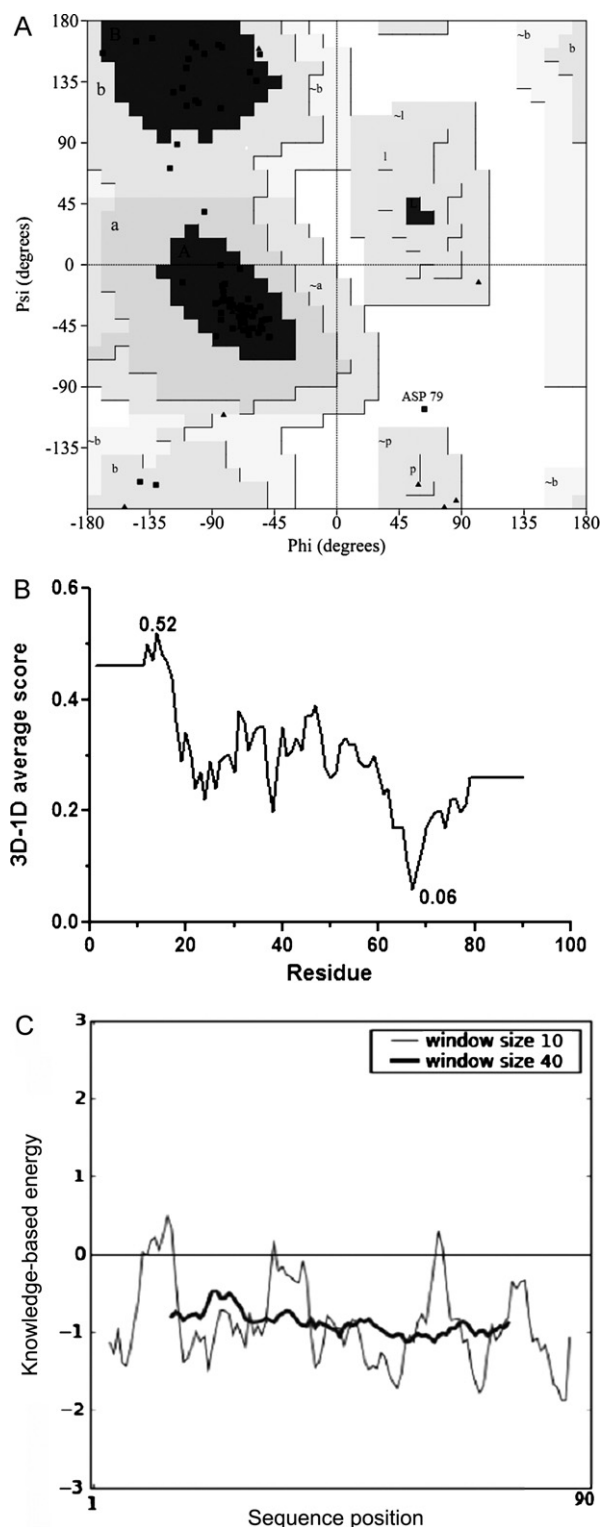 A
180
135
90
45
0
-45
-90
-135
-180
-135
-90
-45
0
45
90
135
180
Psi (degrees)
Phi (degrees)
B
b
~b
~b
b
~l
l
L
a
A
~a
ASP 79
~b
b
~p
p
~b
B
0.6
0.4
0.2
0.0
0.52
0.06
0
20
40
60
80
100
3D-1D average score
Residue
C
3
2
1
0
−1
−2
−3
window size 10
window size 40
Knowledge-based energy
1
90
Sequence position